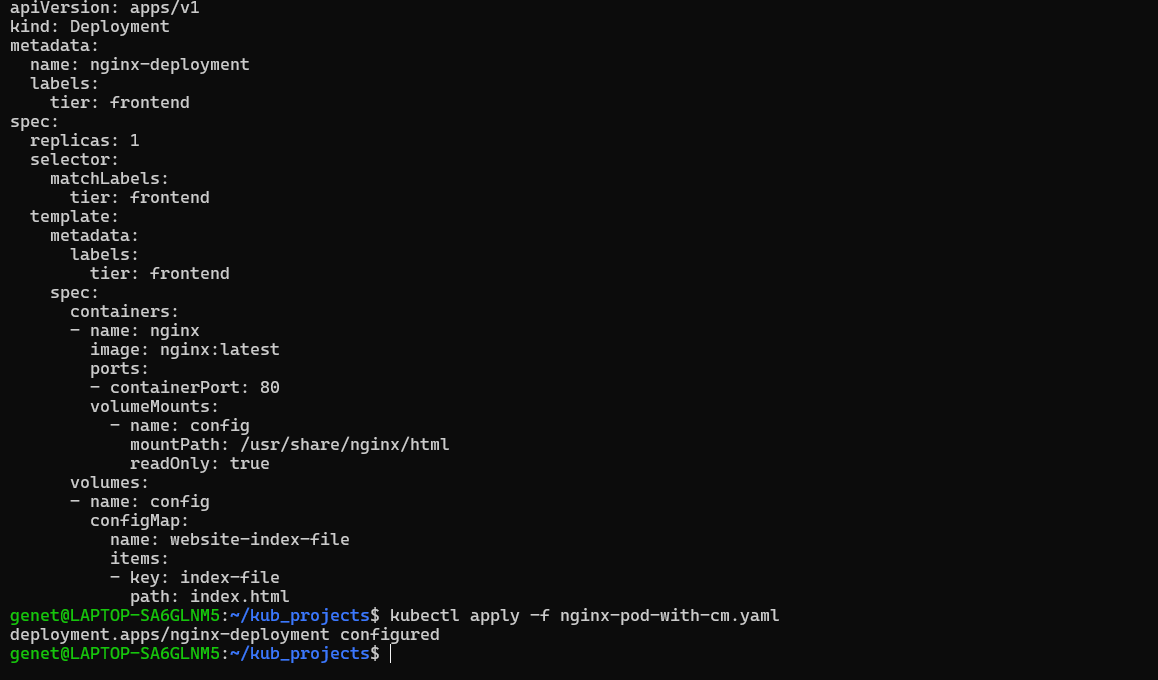 apiVersion: apps/v1
kind: Deployment
metadata:
  name: nginx-deployment
  labels:
    tier: frontend
spec:
  replicas: 1
  selector:
    matchLabels:
      tier: frontend
  template:
    metadata:
      labels:
        tier: frontend
    spec:
      containers:
      - name: nginx
        image: nginx:latest
        ports:
        - containerPort: 80
        volumeMounts:
          - name: config
            mountPath: /usr/share/nginx/html
            readOnly: true
      volumes:
      - name: config
        configMap:
          name: website-index-file
          items:
          - key: index-file
            path: index.html
genet@LAPTOP-SA6GLNM5:~/kub_projects$ kubectl apply -f nginx-pod-with-cm.yaml
deployment.apps/nginx-deployment configured
genet@LAPTOP-SA6GLNM5:~/kub_projects$